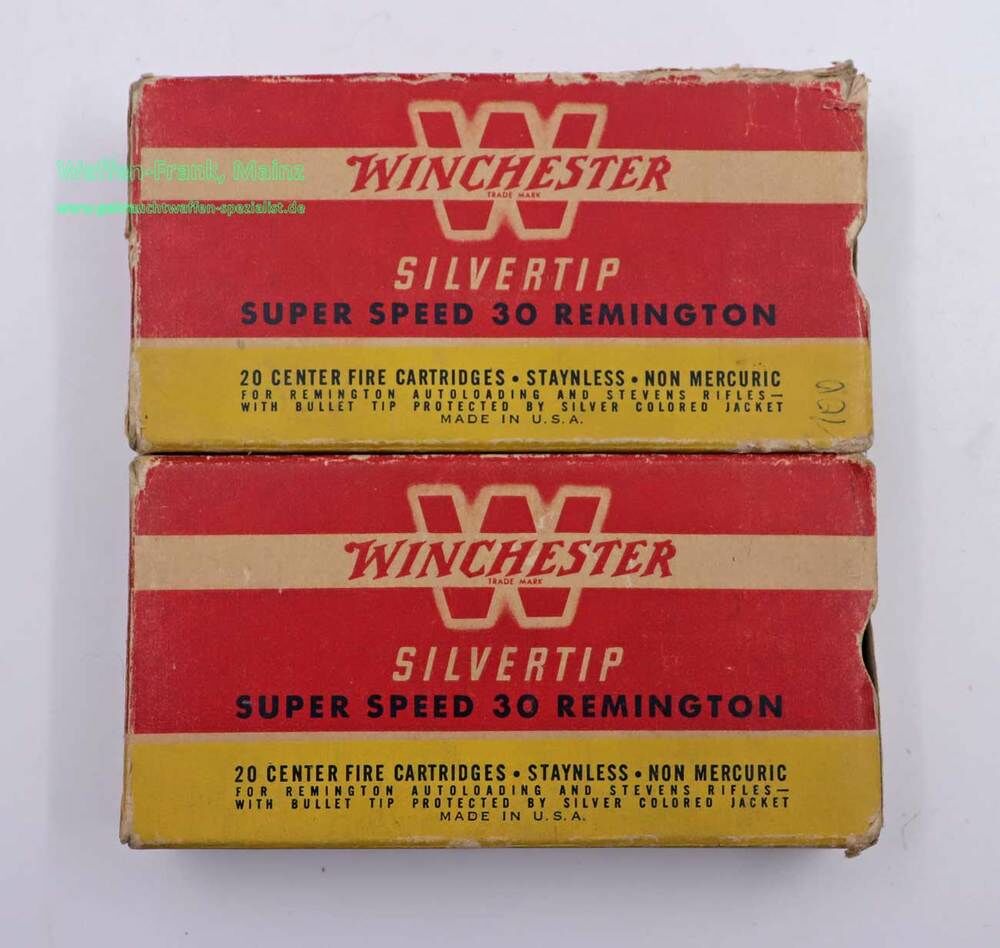 Waffen-Frank, Mainz
www.gebrauchtwaffen-spezialist.de
W
WINCHESTER
TRADE MARK
SILVERTIP
SUPER SPEED 30 REMINGTON
20 CENTER FIRE CARTRIDGES • STAYNLESS • NON MERCURIC
FOR REMINGTON AUTOLOADING AND STEVENS RIFLES—
WITH BULLET TIP PROTECTED BY SILVER COLORED JACKET
MADE IN U.S.A.
100
W
WINCHESTER
TRADE MARK
SILVERTIP
SUPER SPEED 30 REMINGTON
20 CENTER FIRE CARTRIDGES • STAYNLESS • NON MERCURIC
FOR REMINGTON AUTOLOADING AND STEVENS RIFLES—
WITH BULLET TIP PROTECTED BY SILVER COLORED JACKET
MADE IN U.S.A.